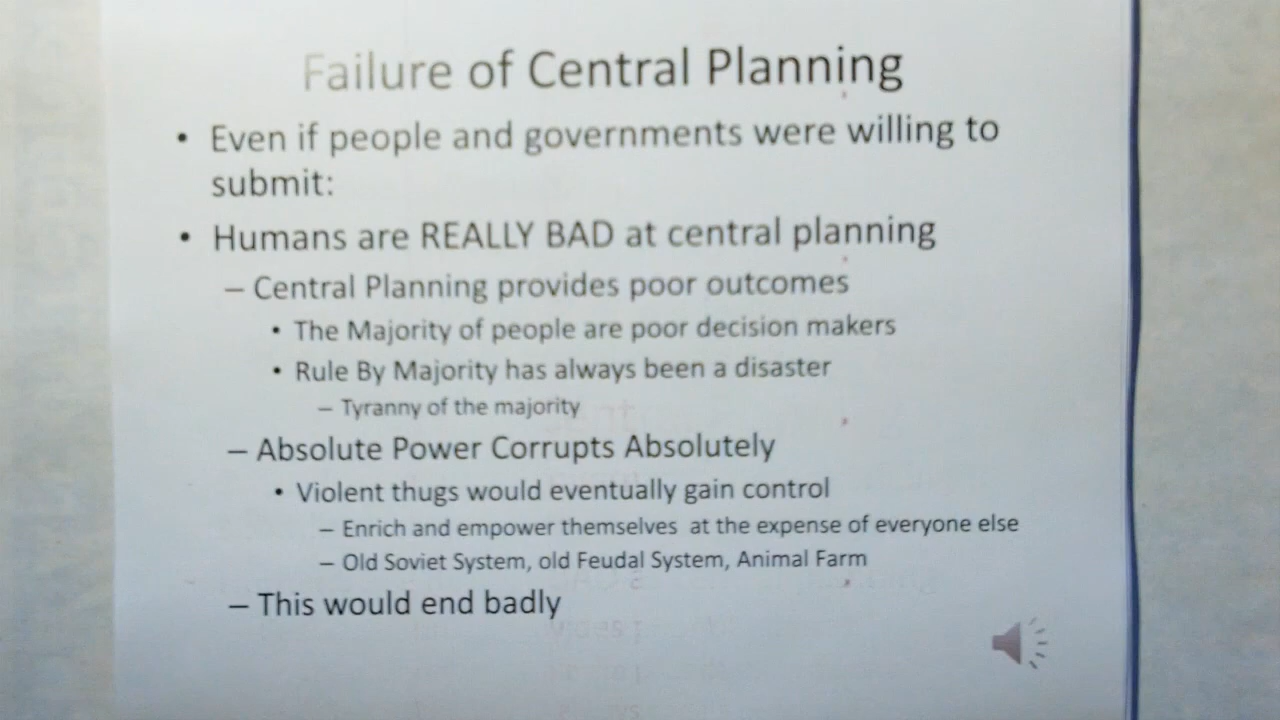 Failure of Central Planning
• Even if people and governments were willing to
submit:
• Humans are REALLY BAD at central planning
– Central Planning provides poor outcomes
• The Majority of people are poor decision makers
• Rule By Majority has always been a disaster
– Tyranny of the majority
– Absolute Power Corrupts Absolutely
• Violent thugs would eventually gain control
– Enrich and empower themselves at the expense of everyone else
– Old Soviet System, old Feudal System, Animal Farm
– This would end badly